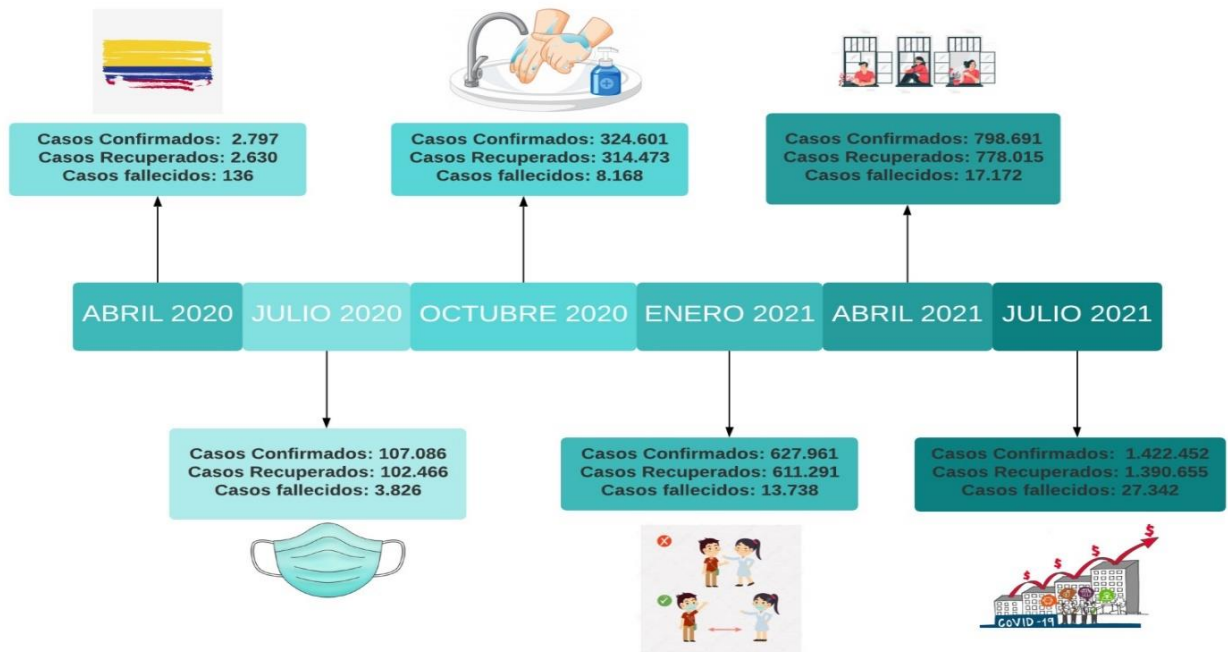 Casos Confirmados: 2.797
Casos Recuperados: 2.630
Casos fallecidos: 136
Casos Confirmados: 324.601
Casos Recuperados: 314.473
Casos fallecidos: 8.168
Casos Confirmados: 798.691
Casos Recuperados: 778.015
Casos fallecidos: 17.172
ABRIL 2020
JULIO 2020
OCTUBRE 2020
ENERO 2021
ABRIL 2021
JULIO 2021
Casos Confirmados: 107.086
Casos Recuperados: 102.466
Casos fallecidos: 3.826
Casos Confirmados: 627.961
Casos Recuperados: 611.291
Casos fallecidos: 13.738
Casos Confirmados: 1.422.452
Casos Recuperados: 1.390.655
Casos fallecidos: 27.342
$ $ $ $
COVID-19